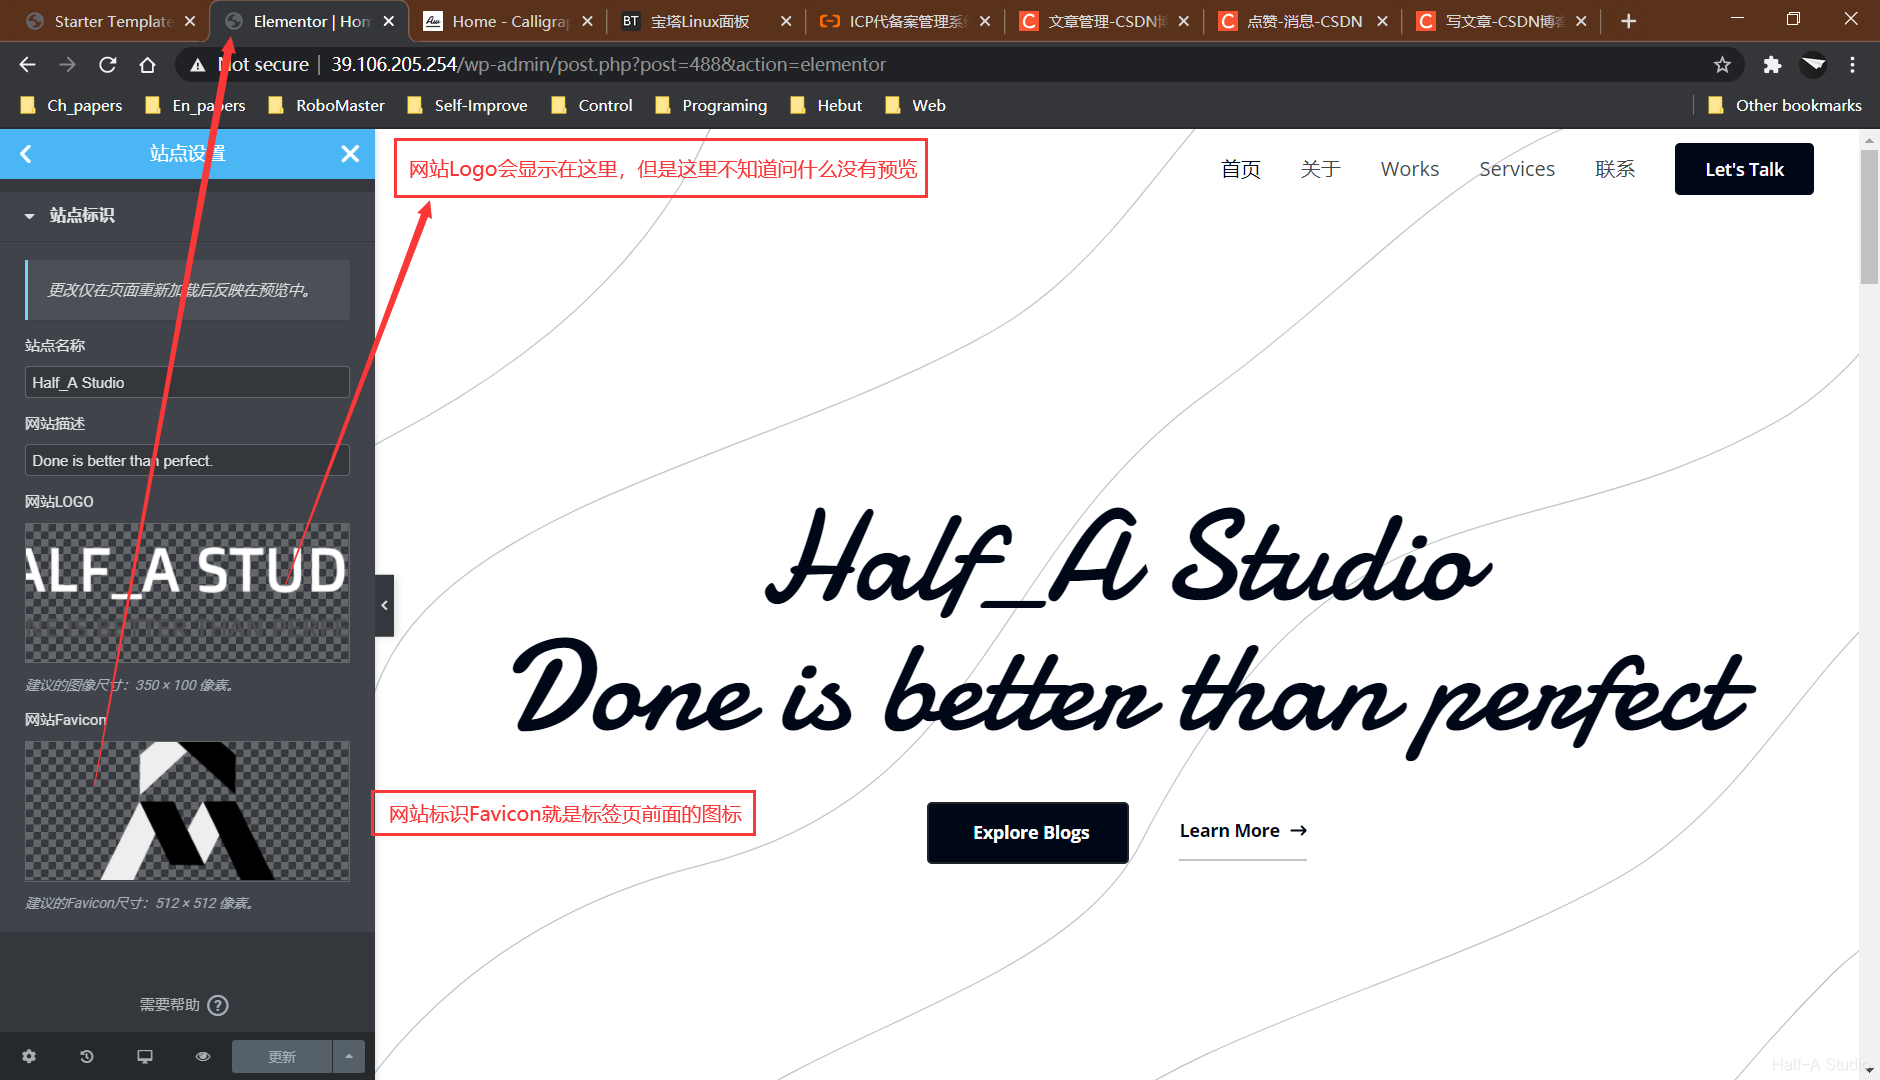 Starter Template
Elementor | Hom
Home - Calligrap
BT 宝塔Linux面板
ICP代备案管理系统
C 文章管理-CSDN博
C 点赞-消息-CSDN
C 写文章-CSDN博客
Not secure | 39.106.205.254/wp-admin/post.php?post=488&action=elementor
Ch_papers
En_papers
RoboMaster
Self-Improve
Control
Programing
Hebut
Web
Other bookmarks
站点设置
站点标识
更改仅在页面重新加载后反映在预览中。
站点名称
Half_A Studio
网站描述
Done is better than perfect.
网站LOGO
ALF_A STUD
建议的图像尺寸：350 × 100 像素。
网站Favicon
建议的Favicon尺寸：512 × 512 像素。
需要帮助
更新
网站Logo会显示在这里，但是这里不知道问什么没有预览
首页
关于
Works
Services
联系
Let's Talk
Half_A Studio
Done is better than perfect
网站标识Favicon就是标签页前面的图标
Explore Blogs
Learn More →
Half-A Studio